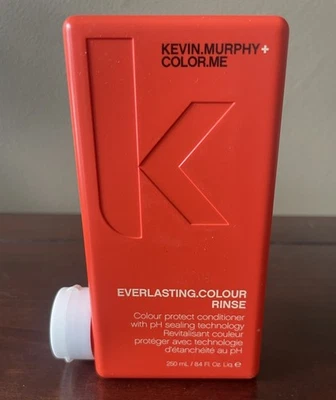 KEVIN.MURPHY+
COLOR.ME
EVERLASTING.COLOUR
RINSE
Colour protect conditioner
with pH sealing technology
Revitalisant couleur
protéger avec technologie
d'étanchéité au pH
250 mL / 8.4 Fl. Oz. Liq. e